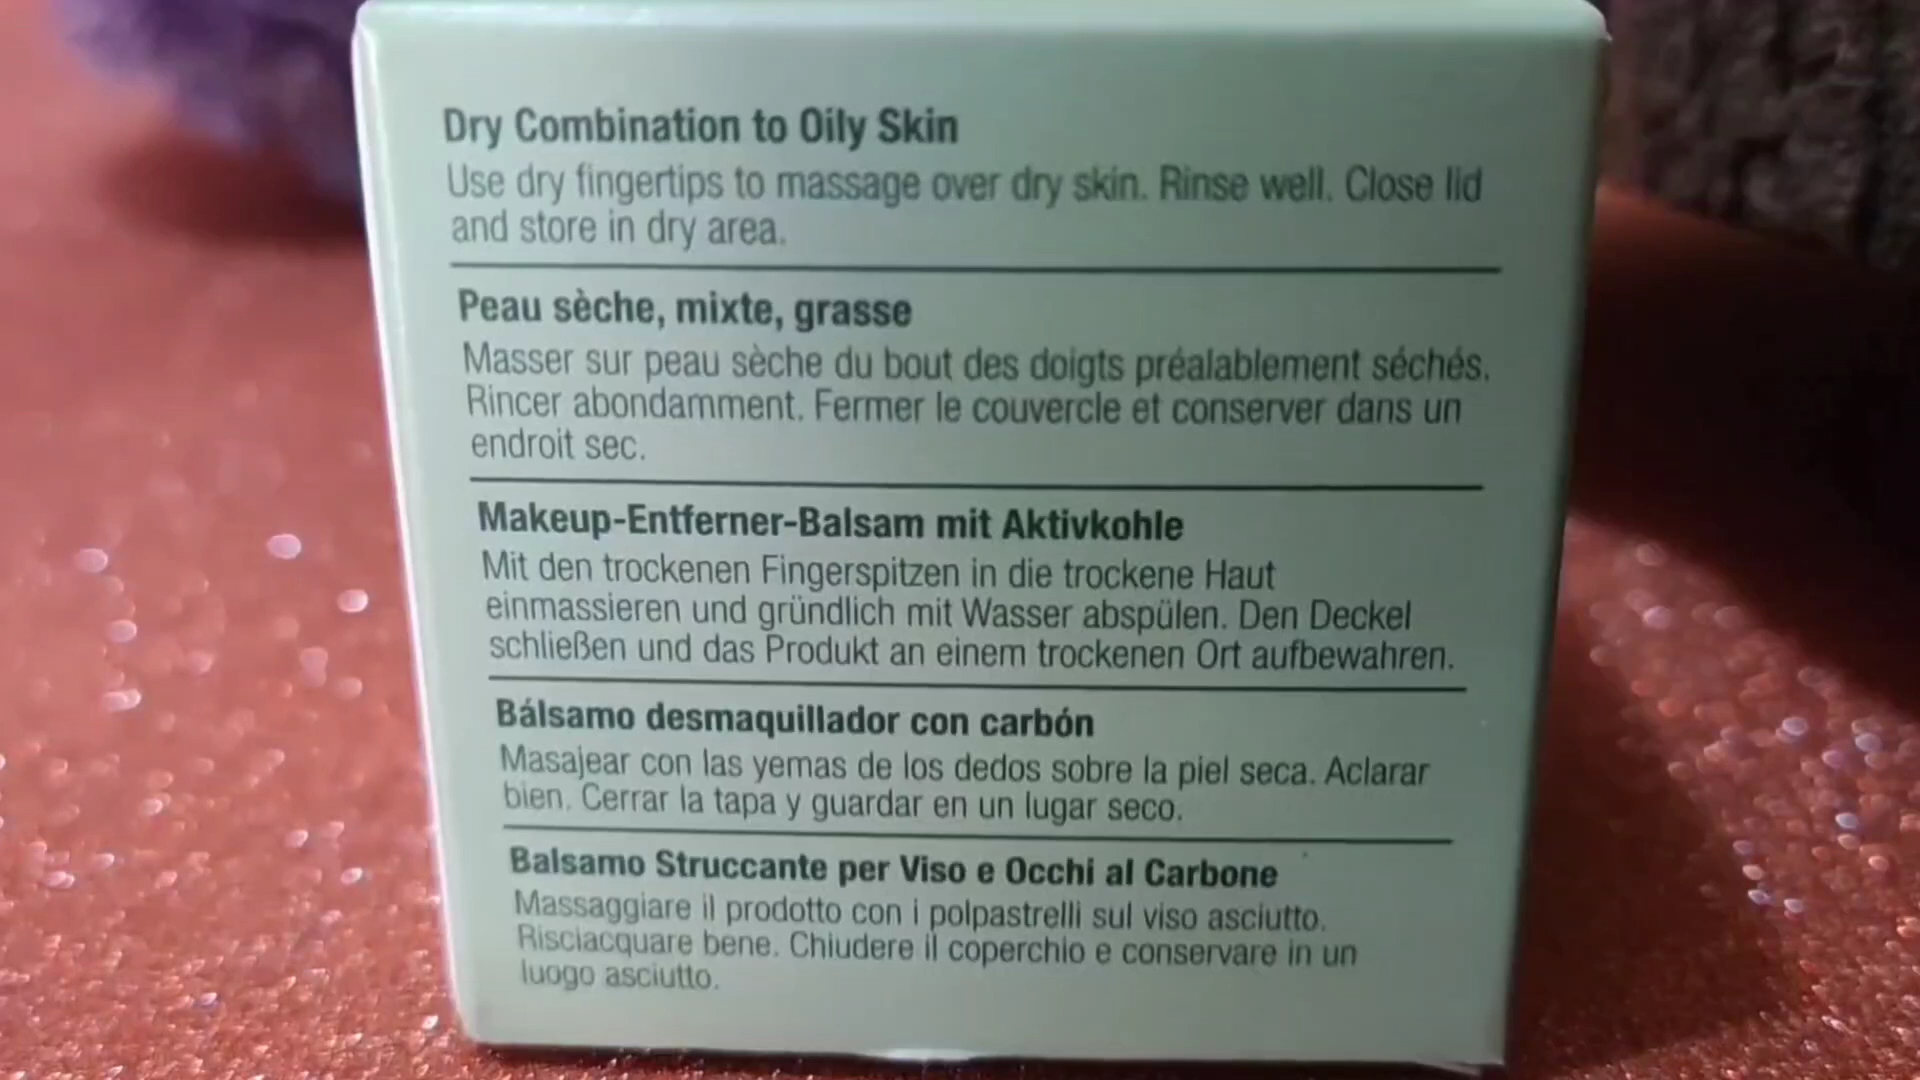 Dry Combination to Oily Skin
Use dry fingertips to massage over dry skin. Rinse well. Close lid
and store in dry area.
Peau sèche, mixte, grasse
Masser sur peau sèche du bout des doigts préalablement séchés.
Rincer abondamment. Fermer le couvercle et conserver dans un
endroit sec.
Makeup-Entferner-Balsam mit Aktivkohle
Mit den trockenen Fingerspitzen in die trockene Haut
einmassieren und gründlich mit Wasser abspülen. Den Deckel
schließen und das Produkt an einem trockenen Ort aufbewahren.
Bálsamo desmaquillador con carbón
Masajear con las yemas de los dedos sobre la piel seca. Aclarar
bien. Cerrar la tapa y guardar en un lugar seco.
Balsamo Struccante per Viso e Occhi al Carbone
Massaggiare il prodotto con i polpastrelli sul viso asciutto.
Risciacquare bene. Chiudere il coperchio e conservare in un
luogo asciutto.